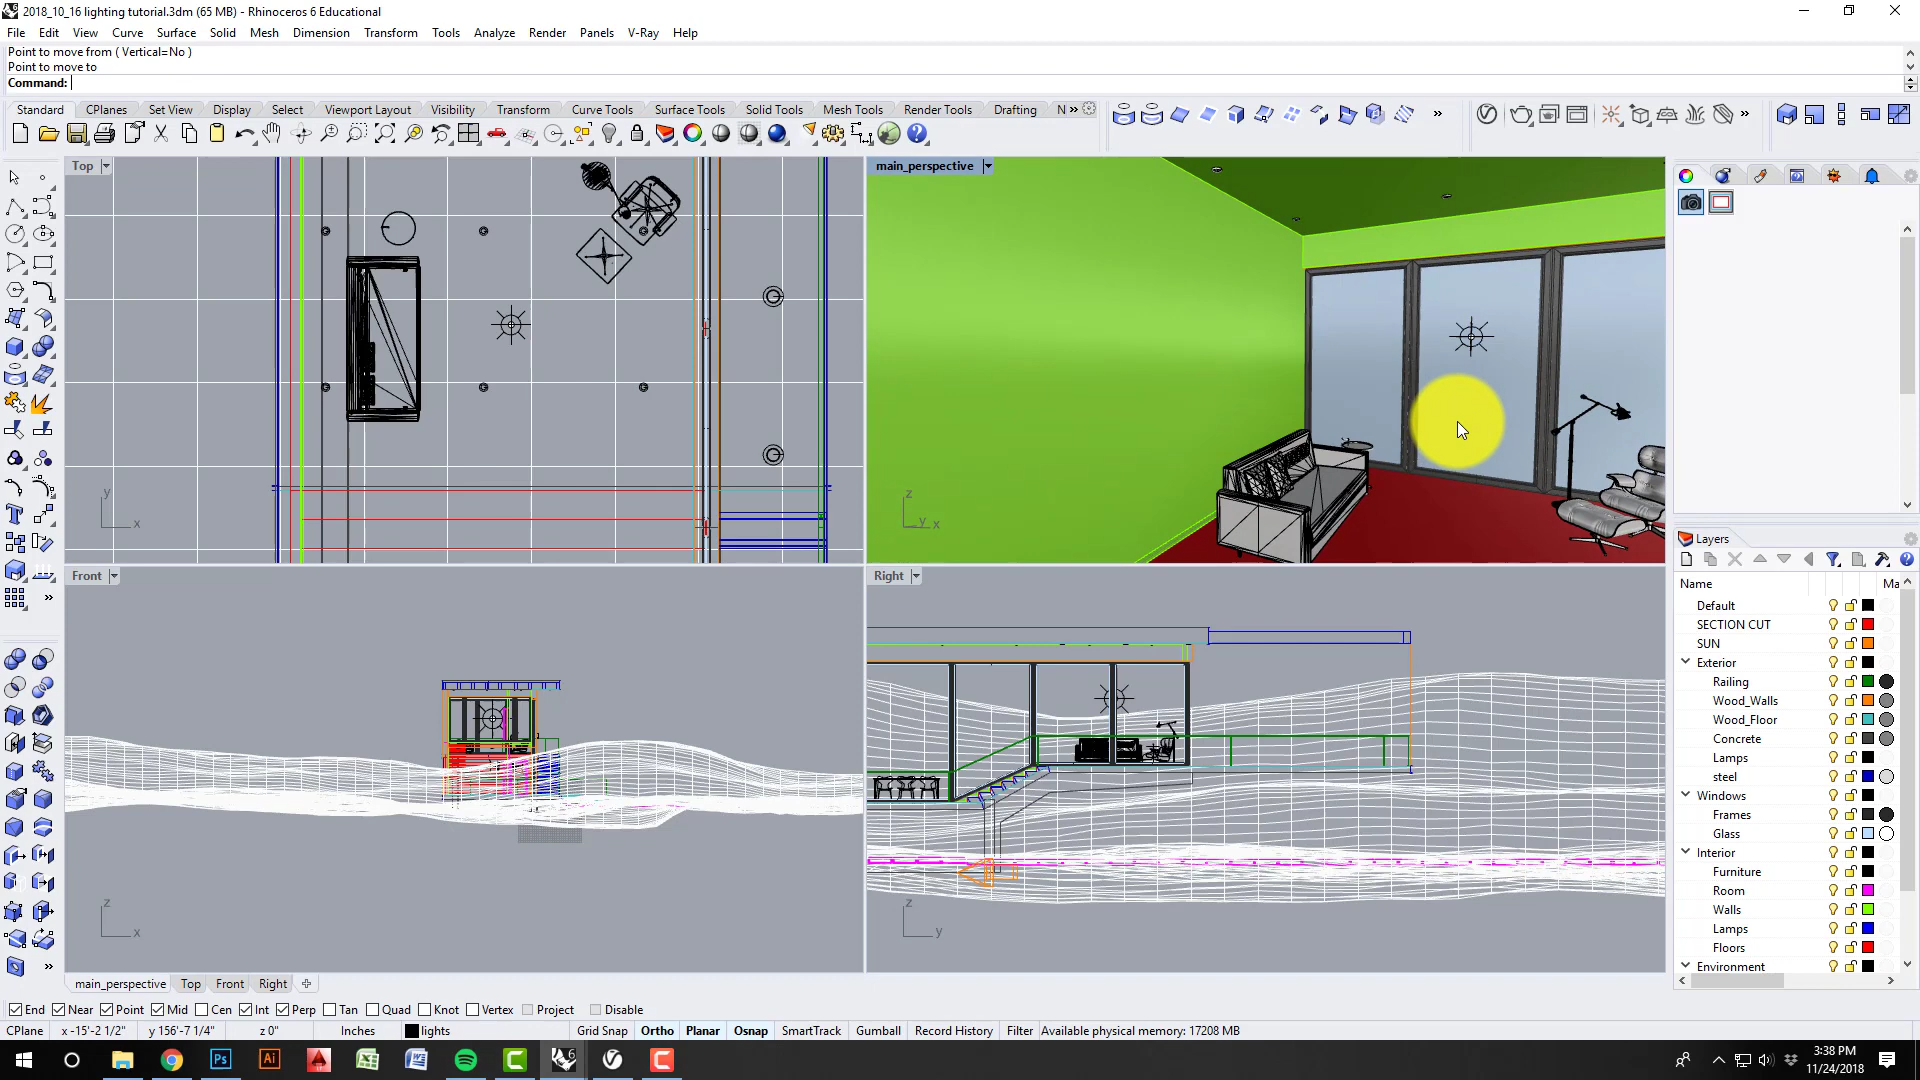 2018_10_16 lighting tutorial.3dm (65 MB) - Rhinoceros 6 Educational
File Edit View Curve Surface Solid Mesh Dimension Transform Tools Analyze Render Panels V-Ray Help
Point to move from ( Vertical=No )
Point to move to
Command:
Standard CPlanes Set View Display Select Viewport Layout Visibility Transform Curve Tools Surface Tools Solid Tools Mesh Tools Render Tools Drafting N
Top
main_perspective
y
x
z
y
x
Front
Right
z
x
z
y
Layers
Name Ma
Default
SECTION CUT
SUN
Exterior
Railing
Wood_Walls
Wood_Floor
Concrete
Lamps
steel
Windows
Frames
Glass
Interior
Furniture
Room
Walls
Lamps
Floors
Environment
main_perspective Top Front Right
End Near Point Mid Cen Int Perp Tan Quad Knot Vertex Project Disable
CPlane x -15'-2 1/2" y 156'-7 1/4" z 0" Inches lights Grid Snap Ortho Planar Osnap SmartTrack Gumball Record History Filter Available physical memory: 17208 MB
3:38 PM
11/24/2018